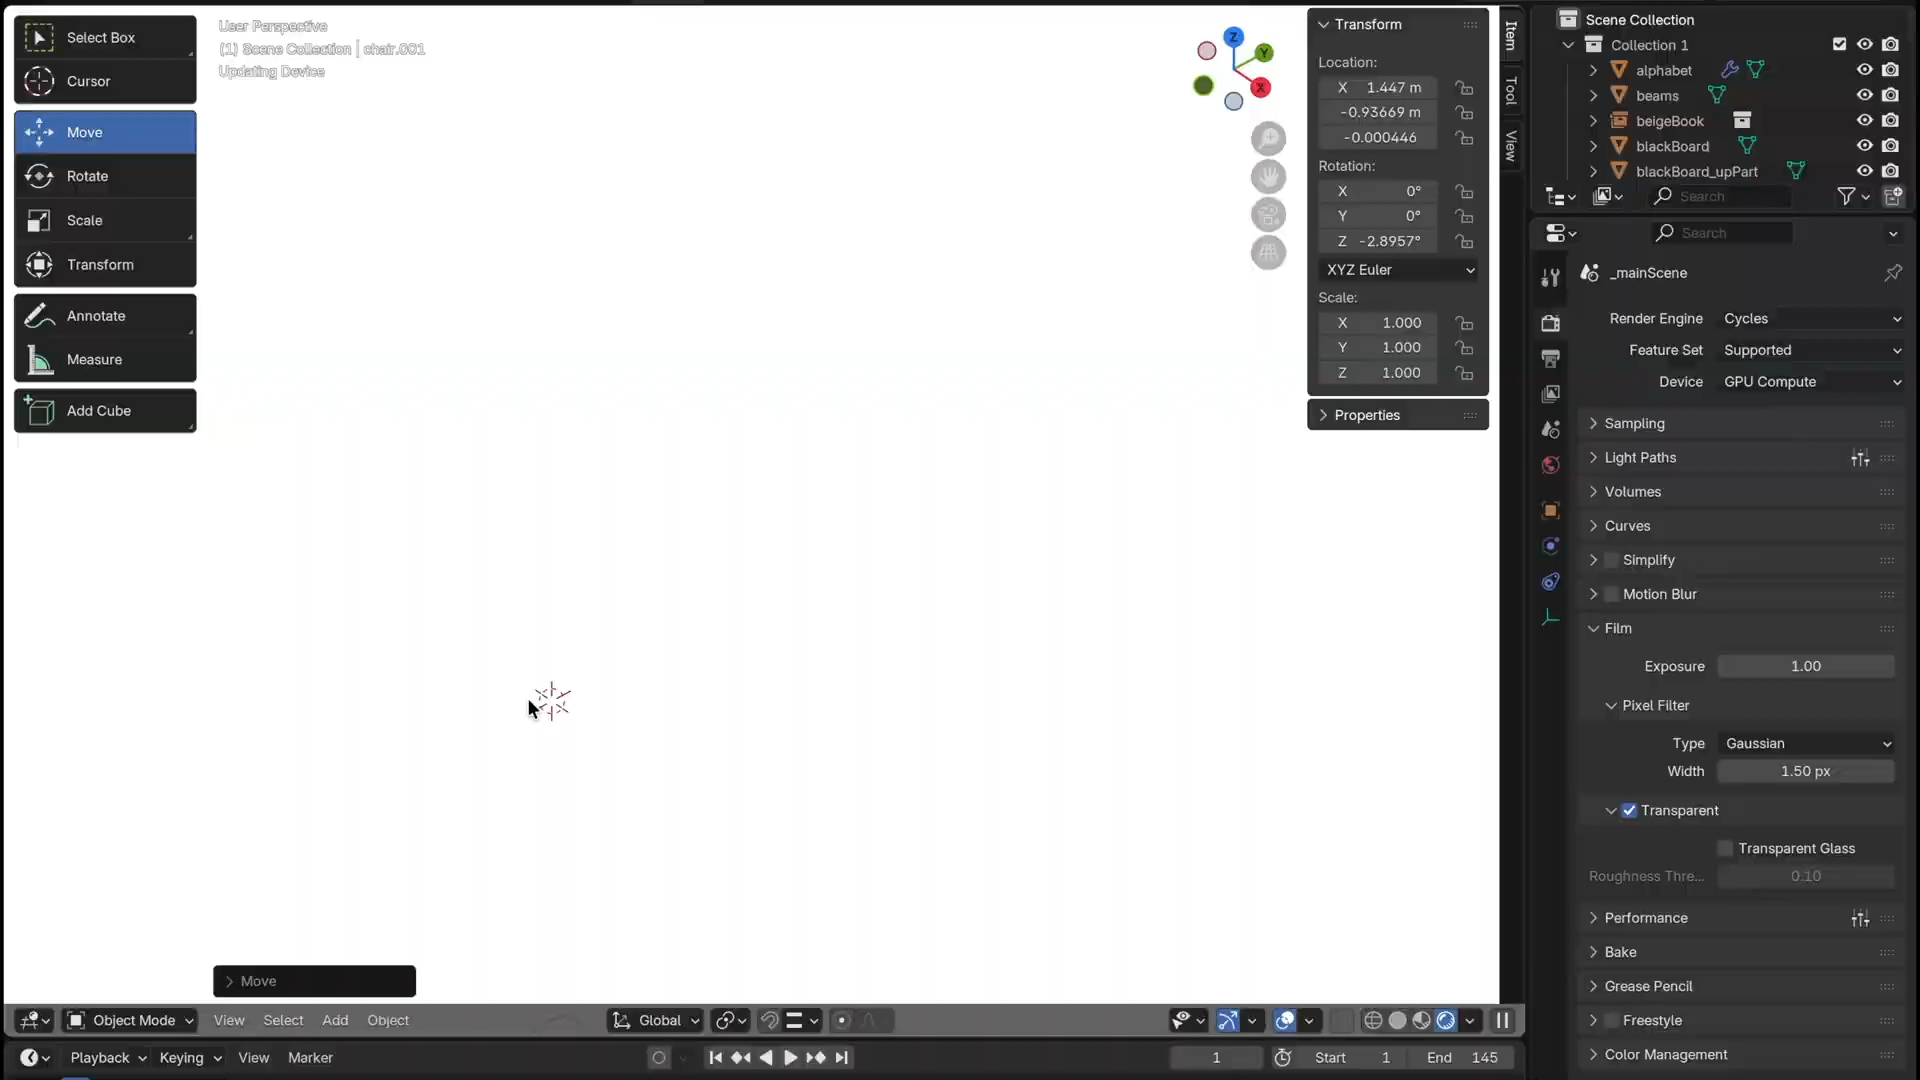 User Perspective
(1) Scene Collection | chair.001
Updating Device
Select Box
Cursor
Move
Rotate
Scale
Transform
Annotate
Measure
Add Cube
Move
Z
Y
X
Transform
Location:
X 1.447 m
-0.93669 m
-0.000446
Rotation:
X 0°
Y 0°
Z -2.8957°
XYZ Euler
Scale:
X 1.000
Y 1.000
Z 1.000
Properties
Item
Tool
View
Scene Collection
Collection 1
alphabet
beams
beigeBook
blackBoard
blackBoard_upPart
Search
Search
_mainScene
Render Engine Cycles
Feature Set Supported
Device GPU Compute
Sampling
Light Paths
Volumes
Curves
Simplify
Motion Blur
Film
Exposure 1.00
Pixel Filter
Type Gaussian
Width 1.50 px
Transparent
Transparent Glass
Roughness Thre... 0.10
Performance
Bake
Grease Pencil
Freestyle
Color Management
Object Mode View Select Add Object Global
Playback Keying View Marker 1 Start 1 End 145